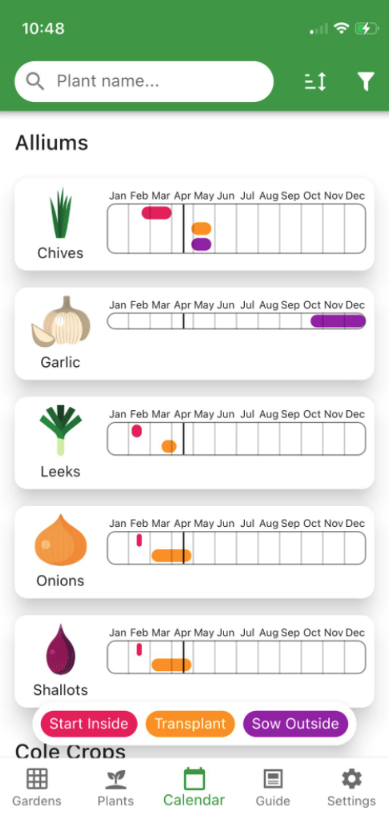 10:48
Plant name...
Alliums
Jan Feb Mar Apr May Jun Jul Aug Sep Oct Nov Dec
Chives
Jan Feb Mar Apr May Jun Jul Aug Sep Oct Nov Dec
Garlic
Jan Feb Mar Apr May Jun Jul Aug Sep Oct Nov Dec
Leeks
Jan Feb Mar Apr May Jun Jul Aug Sep Oct Nov Dec
Onions
Jan Feb Mar Apr May Jun Jul Aug Sep Oct Nov Dec
Shallots
Start Inside Transplant Sow Outside
Cole Crops
Gardens Plants Calendar Guide Settings